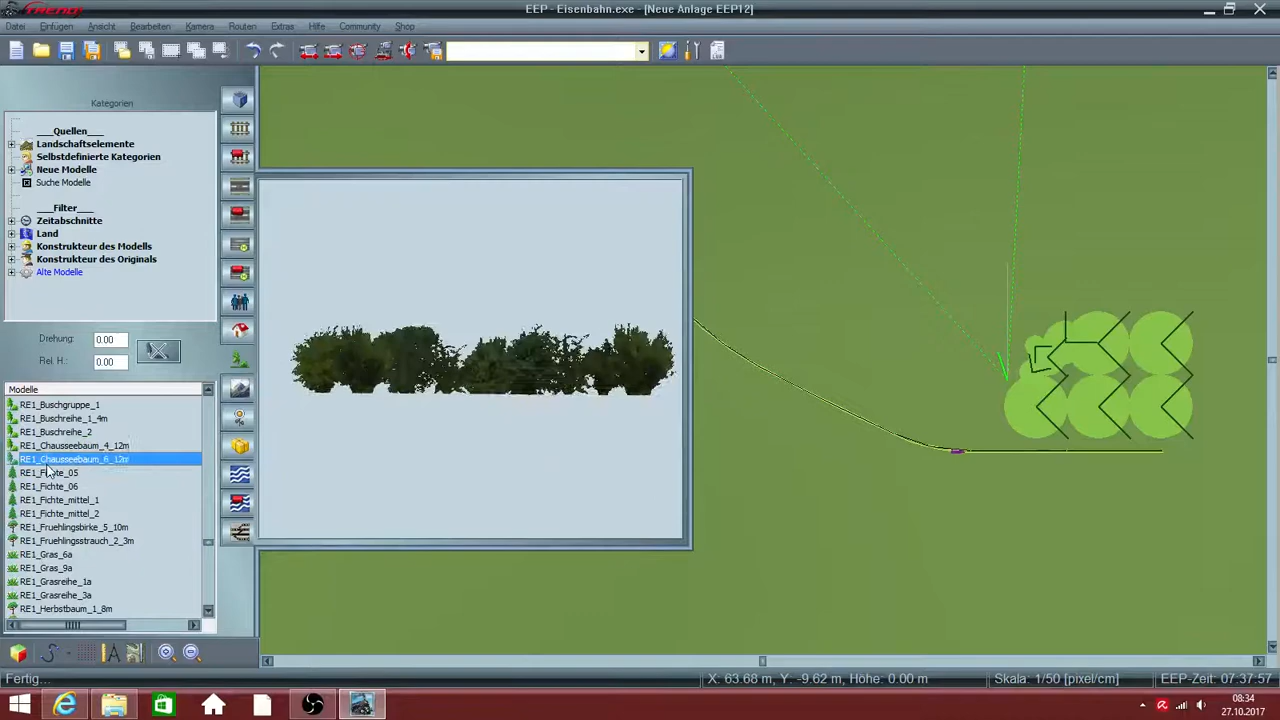 TREND
EEP - Eisenbahn.exe - [Neue Anlage EEP12]
Datei Einfügen Ansicht Bearbeiten Kamera Routen Extras Hilfe Community Shop
Kategorien
___Quellen___
Landschaftselemente
Selbstdefinierte Kategorien
Neue Modelle
Suche Modelle
___Filter___
Zeitabschnitte
Land
Konstrukteur des Modells
Konstrukteur des Originals
Alte Modelle
Drehung: 0.00
Rel. H.: 0.00
Modelle
RE1_Buschgruppe_1
RE1_Buschreihe_1_4m
RE1_Buschreihe_2
RE1_Chausseebaum_4_12m
RE1_Chausseebaum_6_12m
RE1_Fichte_05
RE1_Fichte_06
RE1_Fichte_mittel_1
RE1_Fichte_mittel_2
RE1_Fruehlingsbirke_5_10m
RE1_Fruehlingsstrauch_2_3m
RE1_Gras_6a
RE1_Gras_9a
RE1_Grasreihe_1a
RE1_Grasreihe_3a
RE1_Herbstbaum_1_8m
Fertig... X: 63.68 m, Y: -9.62 m, Höhe: 0.00 m Skala: 1/50 [pixel/cm] EEP-Zeit: 07:37:57
08:34
27.10.2017